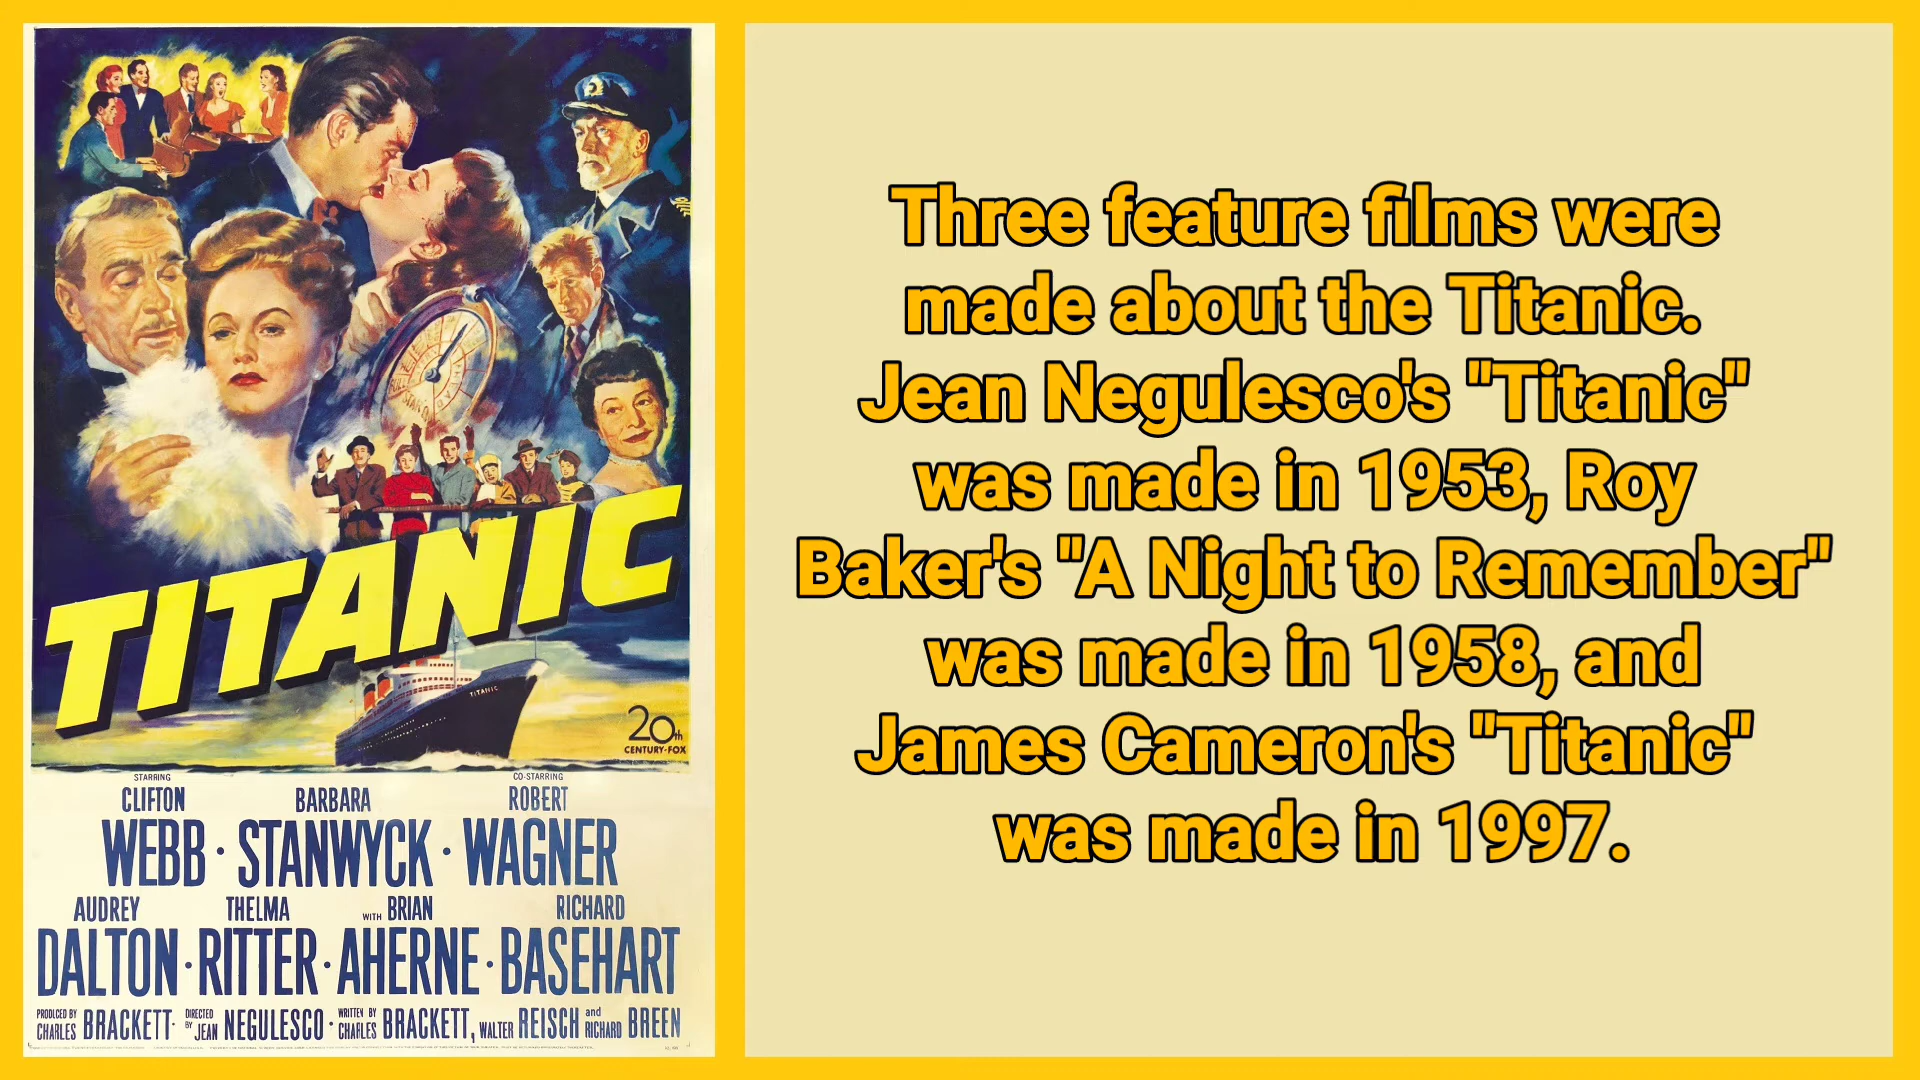 TITANIC
TITANIC
20th
CENTURY-FOX
STARRING
CO-STARRING
CLIFTON BARBARA ROBERT
WEBB · STANWYCK · WAGNER
AUDREY THELMA WITH BRIAN RICHARD
DALTON · RITTER · AHERNE · BASEHART
PRODUCED BY CHARLES BRACKETT · DIRECTED BY JEAN NEGULESCO · WRITTEN BY CHARLES BRACKETT, WALTER REISCH and RICHARD BREEN
Three feature films were
made about the Titanic.
Jean Negulesco's "Titanic"
was made in 1953, Roy
Baker's "A Night to Remember"
was made in 1958, and
James Cameron's "Titanic"
was made in 1997.